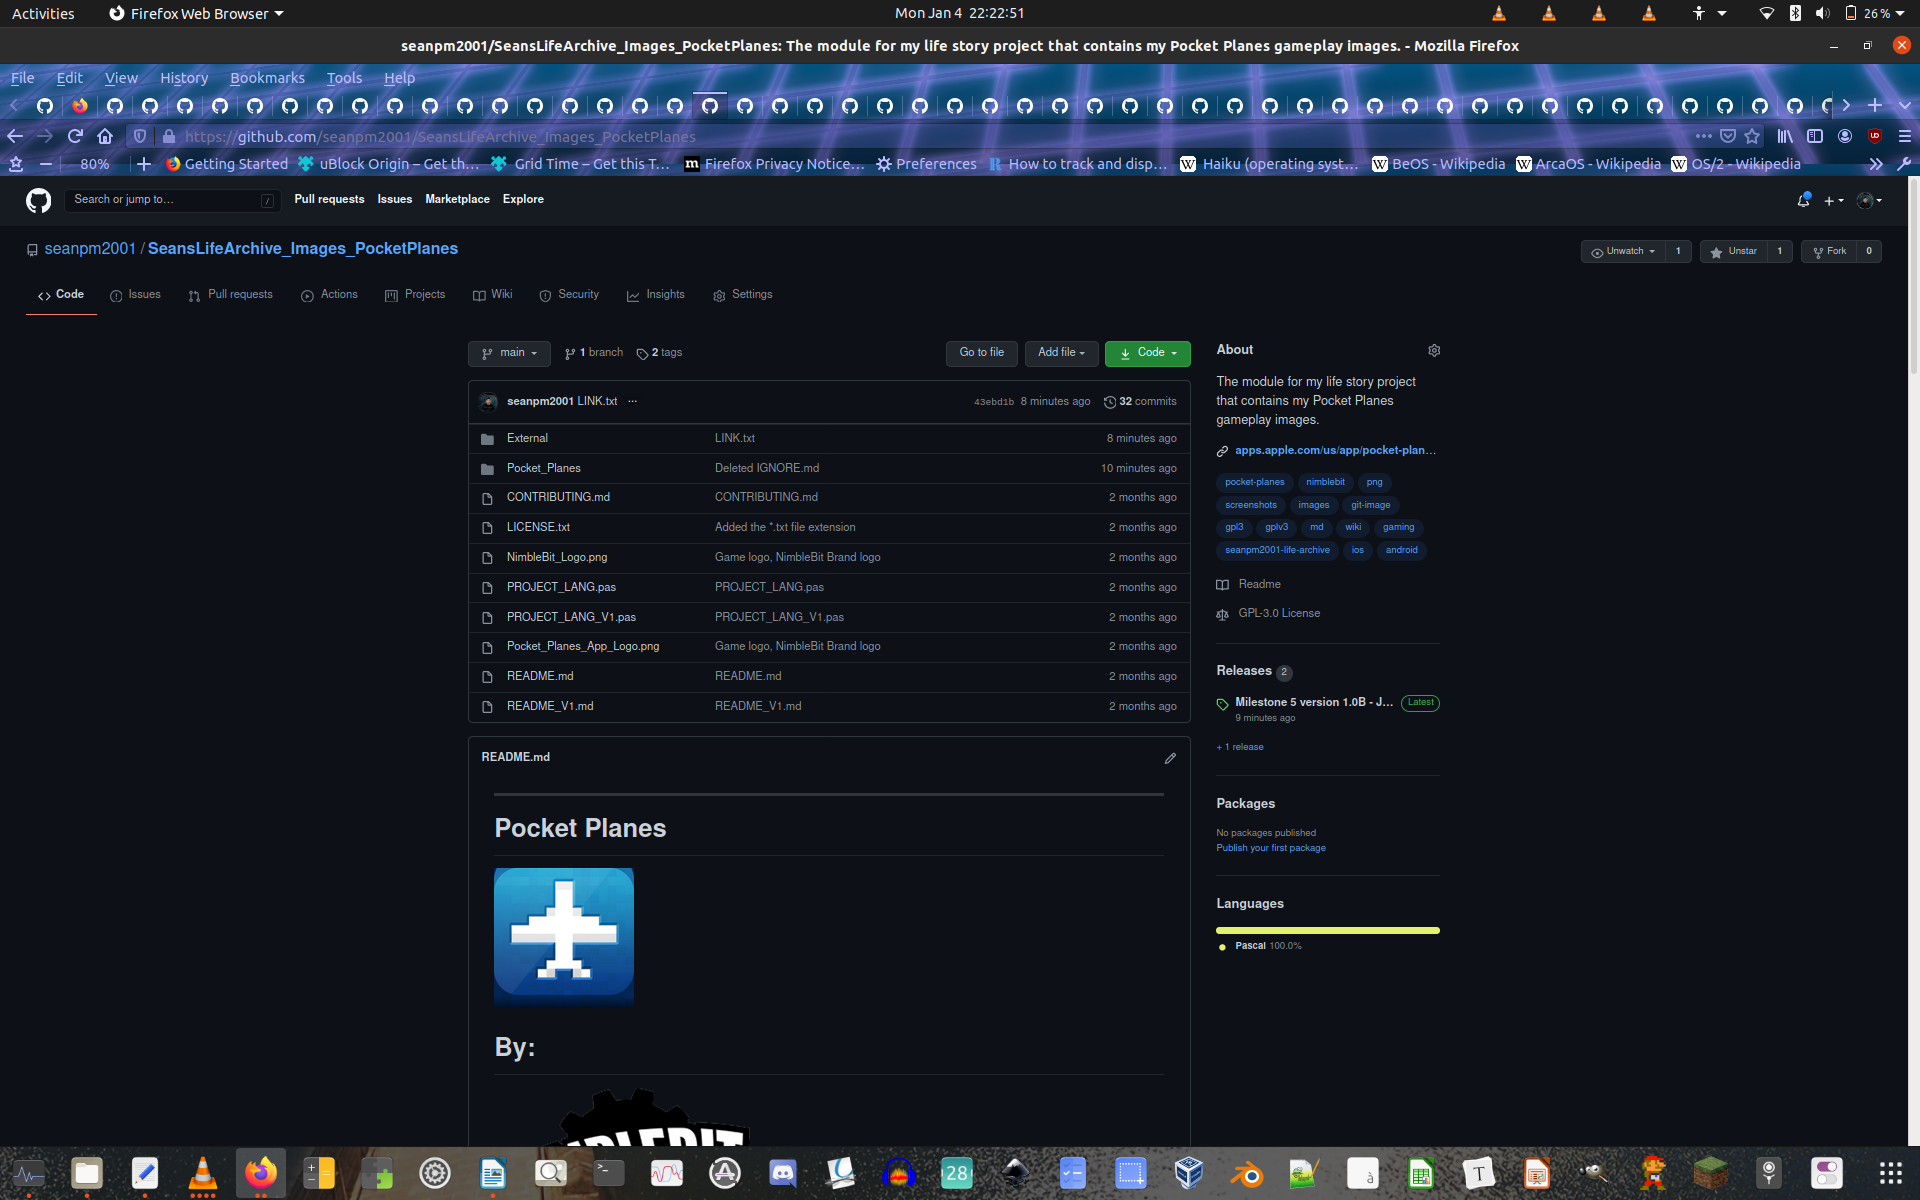 Activities Firefox Web Browser Mon Jan 4 22:22:51 26 %
seanpm2001/SeansLifeArchive_Images_PocketPlanes: The module for my life story project that contains my Pocket Planes gameplay images. - Mozilla Firefox
File Edit View History Bookmarks Tools Help
https://github.com/seanpm2001/SeansLifeArchive_Images_PocketPlanes
80% Getting Started uBlock Origin – Get th… Grid Time – Get this T… Firefox Privacy Notice… Preferences How to track and disp… Haiku (operating syst… BeOS - Wikipedia ArcaOS - Wikipedia OS/2 - Wikipedia
Search or jump to… / Pull requests Issues Marketplace Explore
seanpm2001 / SeansLifeArchive_Images_PocketPlanes Unwatch 1 Unstar 1 Fork 0
Code Issues Pull requests Actions Projects Wiki Security Insights Settings
main 1 branch 2 tags Go to file Add file Code
seanpm2001 LINK.txt ... 43ebd1b 8 minutes ago 32 commits
External LINK.txt 8 minutes ago
Pocket_Planes Deleted IGNORE.md 10 minutes ago
CONTRIBUTING.md CONTRIBUTING.md 2 months ago
LICENSE.txt Added the *.txt file extension 2 months ago
NimbleBit_Logo.png Game logo, NimbleBit Brand logo 2 months ago
PROJECT_LANG.pas PROJECT_LANG.pas 2 months ago
PROJECT_LANG_V1.pas PROJECT_LANG_V1.pas 2 months ago
Pocket_Planes_App_Logo.png Game logo, NimbleBit Brand logo 2 months ago
README.md README.md 2 months ago
README_V1.md README_V1.md 2 months ago
README.md
Pocket Planes
By:
About
The module for my life story project
that contains my Pocket Planes
gameplay images.
apps.apple.com/us/app/pocket-plan…
pocket-planes nimblebit png
screenshots images git-image
gpl3 gplv3 md wiki gaming
seanpm2001-life-archive ios android
Readme
GPL-3.0 License
Releases 2
Milestone 5 version 1.0B - J… Latest
9 minutes ago
+ 1 release
Packages
No packages published
Publish your first package
Languages
Pascal 100.0%
28